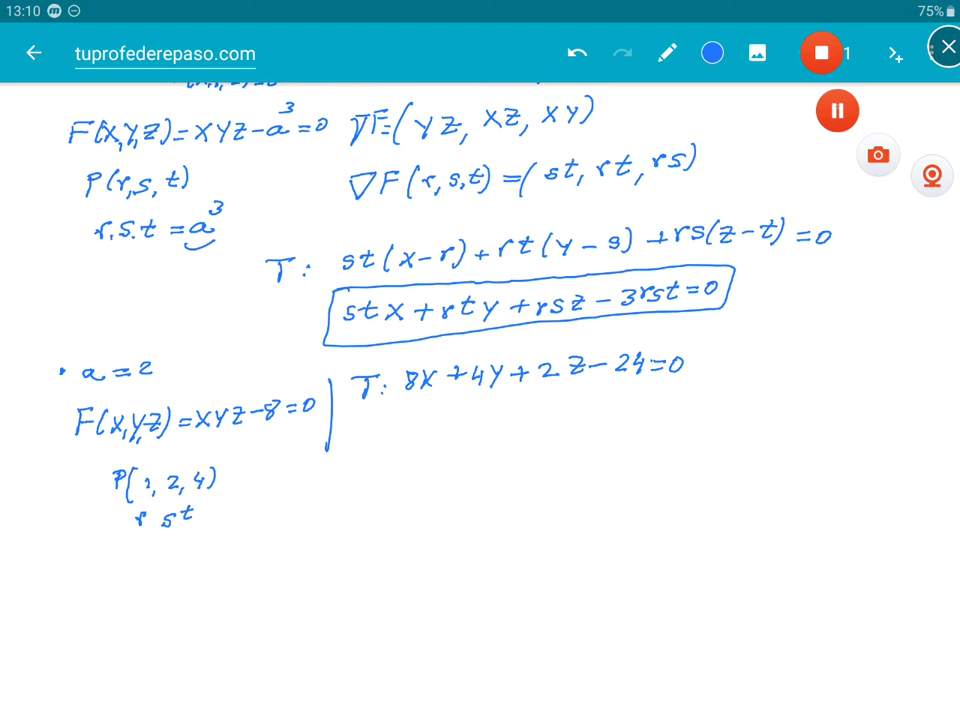 13:10 75%
tuprofederepaso.com 1
F(X,Y,Z)=XYZ-a³=0 ∇F=(YZ, XZ, XY)
P(r,s,t) ∇F(r,s,t)=(st, rt, rs)
r.s.t=a³
T: st(x-r)+rt(y-s)+rs(z-t)=0
stx+rty+rsz-3rst=0
• a=2 T: 8X+4Y+2Z-24=0
F(X,Y,Z)=XYZ-8=0
P(1,2,4)
r s t